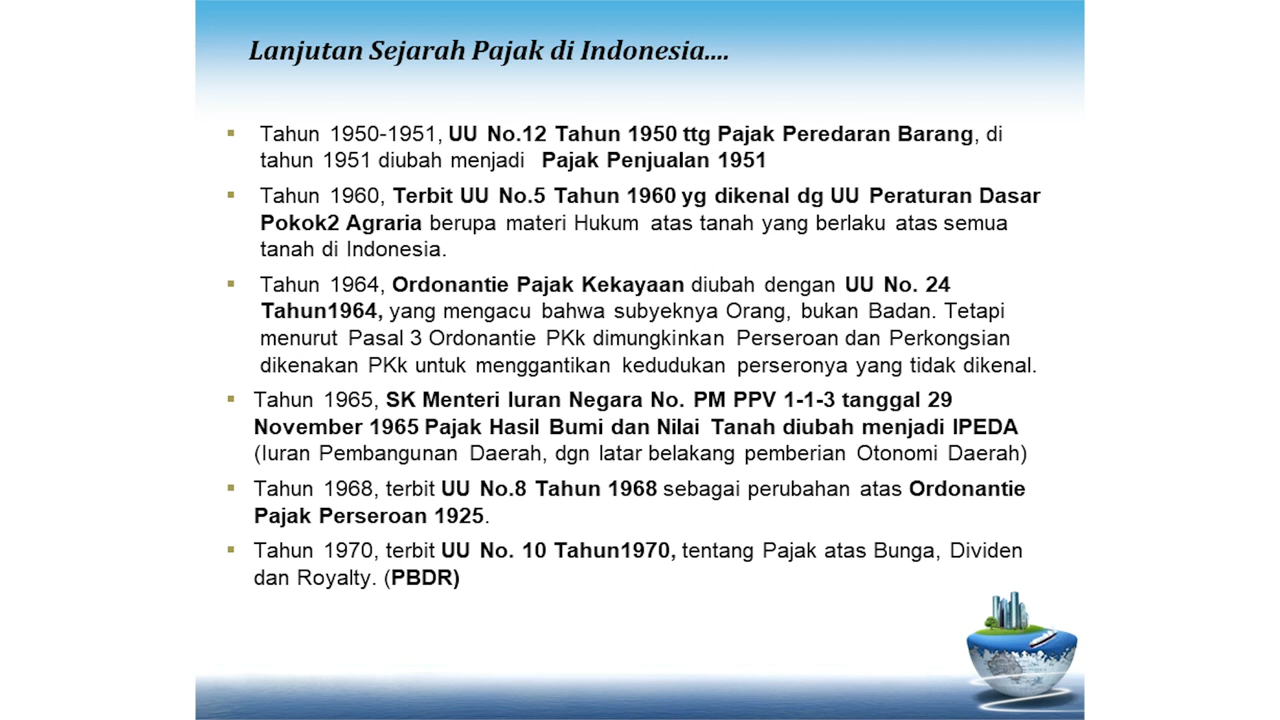 Lanjutan Sejarah Pajak di Indonesia....
Tahun 1950-1951, UU No.12 Tahun 1950 ttg Pajak Peredaran Barang, di
tahun 1951 diubah menjadi Pajak Penjualan 1951
Tahun 1960, Terbit UU No.5 Tahun 1960 yg dikenal dg UU Peraturan Dasar
Pokok2 Agraria berupa materi Hukum atas tanah yang berlaku atas semua
tanah di Indonesia.
Tahun 1964, Ordonantie Pajak Kekayaan diubah dengan UU No. 24
Tahun1964, yang mengacu bahwa subyeknya Orang, bukan Badan. Tetapi
menurut Pasal 3 Ordonantie PKk dimungkinkan Perseroan dan Perkongsian
dikenakan PKk untuk menggantikan kedudukan perseronya yang tidak dikenal.
Tahun 1965, SK Menteri Iuran Negara No. PM PPV 1-1-3 tanggal 29
November 1965 Pajak Hasil Bumi dan Nilai Tanah diubah menjadi IPEDA
(Iuran Pembangunan Daerah, dgn latar belakang pemberian Otonomi Daerah)
Tahun 1968, terbit UU No.8 Tahun 1968 sebagai perubahan atas Ordonantie
Pajak Perseroan 1925.
Tahun 1970, terbit UU No. 10 Tahun1970, tentang Pajak atas Bunga, Dividen
dan Royalty. (PBDR)